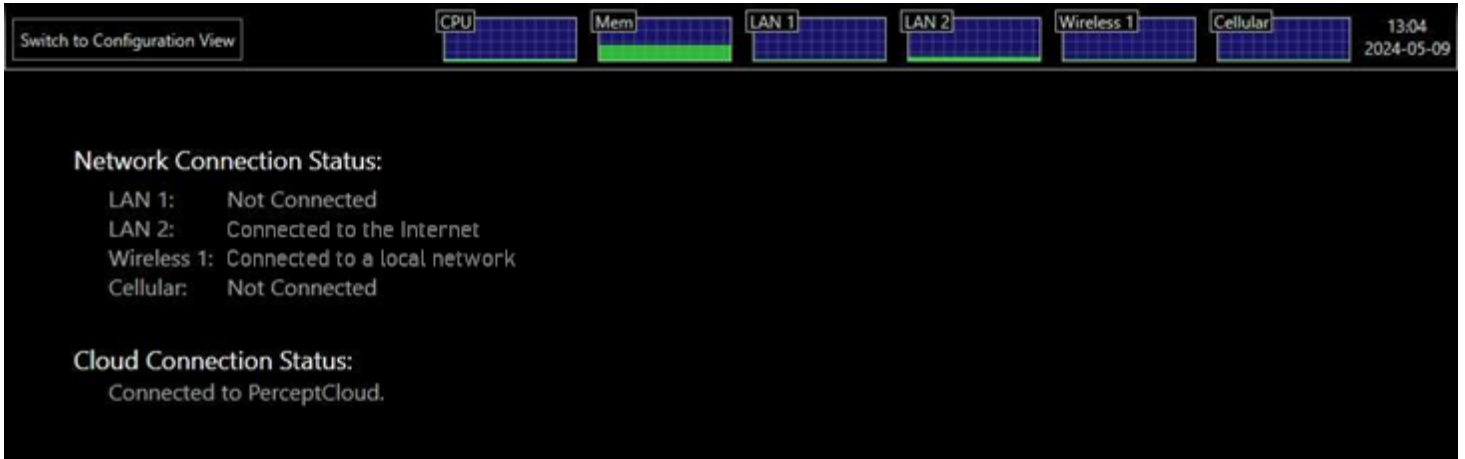 Switch to Configuration View
CPU
Mem
LAN 1
LAN 2
Wireless 1
Cellular
13:04
2024-05-09
Network Connection Status:
LAN 1: Not Connected
LAN 2: Connected to the Internet
Wireless 1: Connected to a local network
Cellular: Not Connected
Cloud Connection Status:
Connected to PerceptCloud.